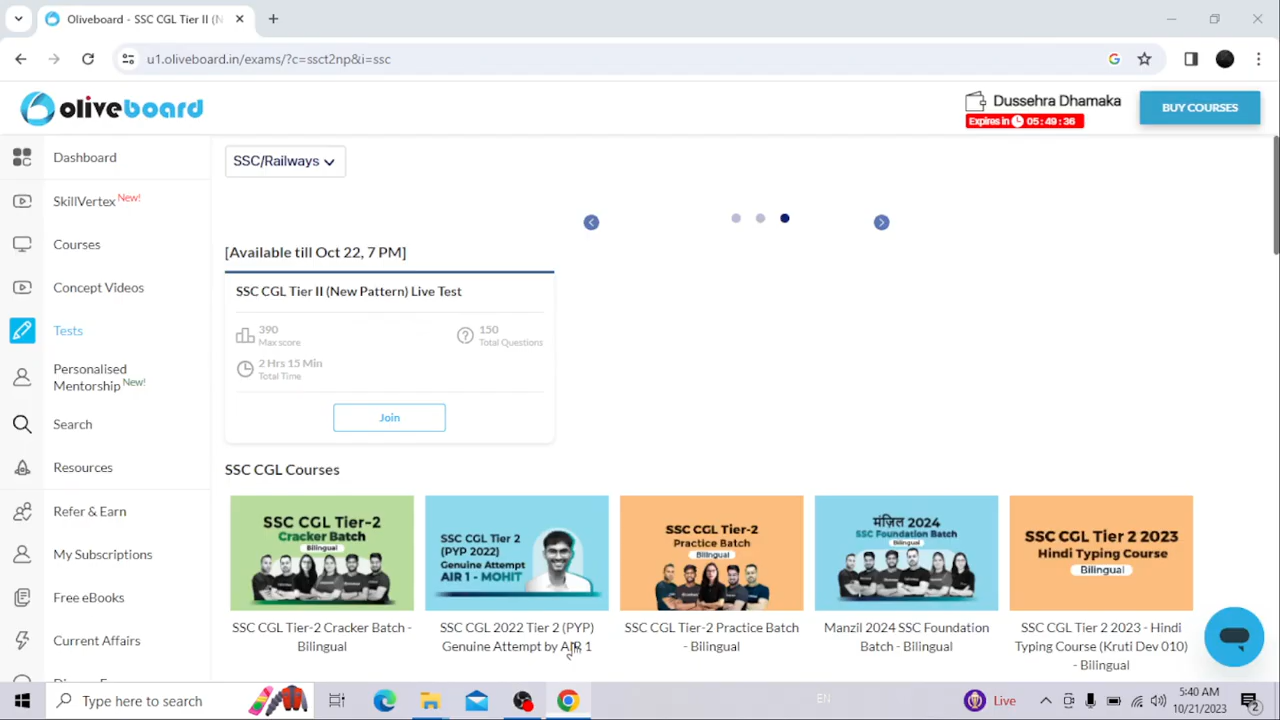 Oliveboard - SSC CGL Tier II (N
u1.oliveboard.in/exams/?c=ssct2np&i=ssc
oliveboard
Dussehra Dhamaka
Expires in 05 : 49 : 36
BUY COURSES
Dashboard
SkillVertex New!
Courses
Concept Videos
Tests
Personalised
Mentorship New!
Search
Resources
Refer & Earn
My Subscriptions
Free eBooks
Current Affairs
SSC/Railways
[Available till Oct 22, 7 PM]
SSC CGL Tier II (New Pattern) Live Test
390
Max score
150
Total Questions
2 Hrs 15 Min
Total Time
Join
SSC CGL Courses
SSC CGL Tier-2
Cracker Batch
Bilingual
SSC CGL Tier-2 Cracker Batch -
Bilingual
SSC CGL Tier 2
(PYP 2022)
Genuine Attempt
AIR 1 - MOHIT
SSC CGL 2022 Tier 2 (PYP)
Genuine Attempt by AIR 1
SSC CGL Tier-2
Practice Batch
Bilingual
SSC CGL Tier-2 Practice Batch
- Bilingual
मंज़िल 2024
SSC Foundation
Batch
Bilingual
Manzil 2024 SSC Foundation
Batch - Bilingual
SSC CGL Tier 2 2023
Hindi Typing Course
Bilingual
SSC CGL Tier 2 2023 - Hindi
Typing Course (Kruti Dev 010)
- Bilingual
Type here to search
EN
Live
5:40 AM
10/21/2023
2